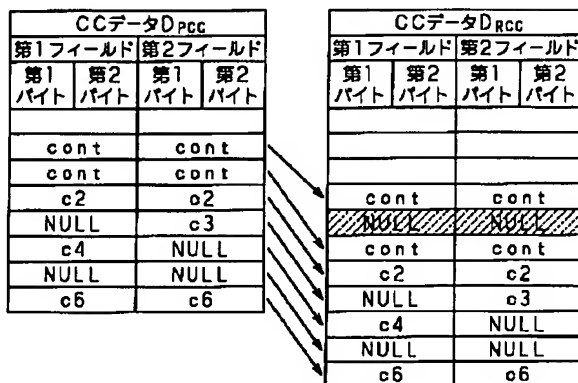 CCデータDPCC
第1フィールド 第2フィールド
第1バイト 第2バイト 第1バイト 第2バイト
cont cont
cont cont
c2 c2
NULL c3
c4 NULL
NULL NULL
c6 c6
CCデータDRCC
第1フィールド 第2フィールド
第1バイト 第2バイト 第1バイト 第2バイト
cont cont
NULL NULL
cont cont
c2 c2
NULL c3
c4 NULL
NULL NULL
c6 c6